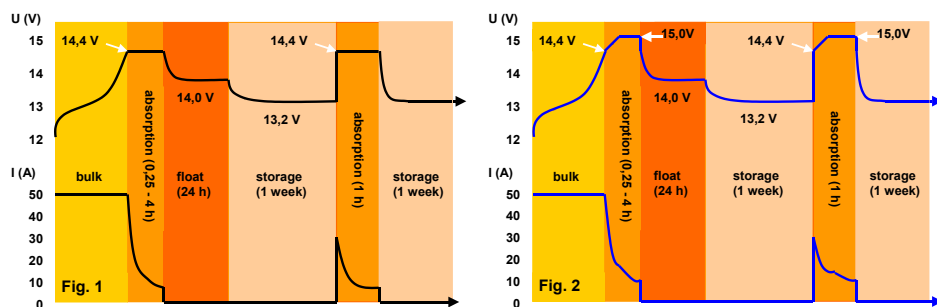 U (V)
15
14
13
12
14,4 V
14,0 V
13,2 V
14,4 V
absorption (0,25 - 4 h)
absorption (1 h)
I (A)
50
40
30
20
10
0
bulk
float
(24 h)
storage
(1 week)
storage
(1 week)
Fig. 1
U (V)
15
14
13
12
14,4 V
15,0V
14,0 V
13,2 V
14,4 V
15,0V
absorption (0,25 - 4 h)
absorption (1 h)
I (A)
50
40
30
20
10
0
bulk
float
(24 h)
storage
(1 week)
storage
(1 week)
Fig. 2